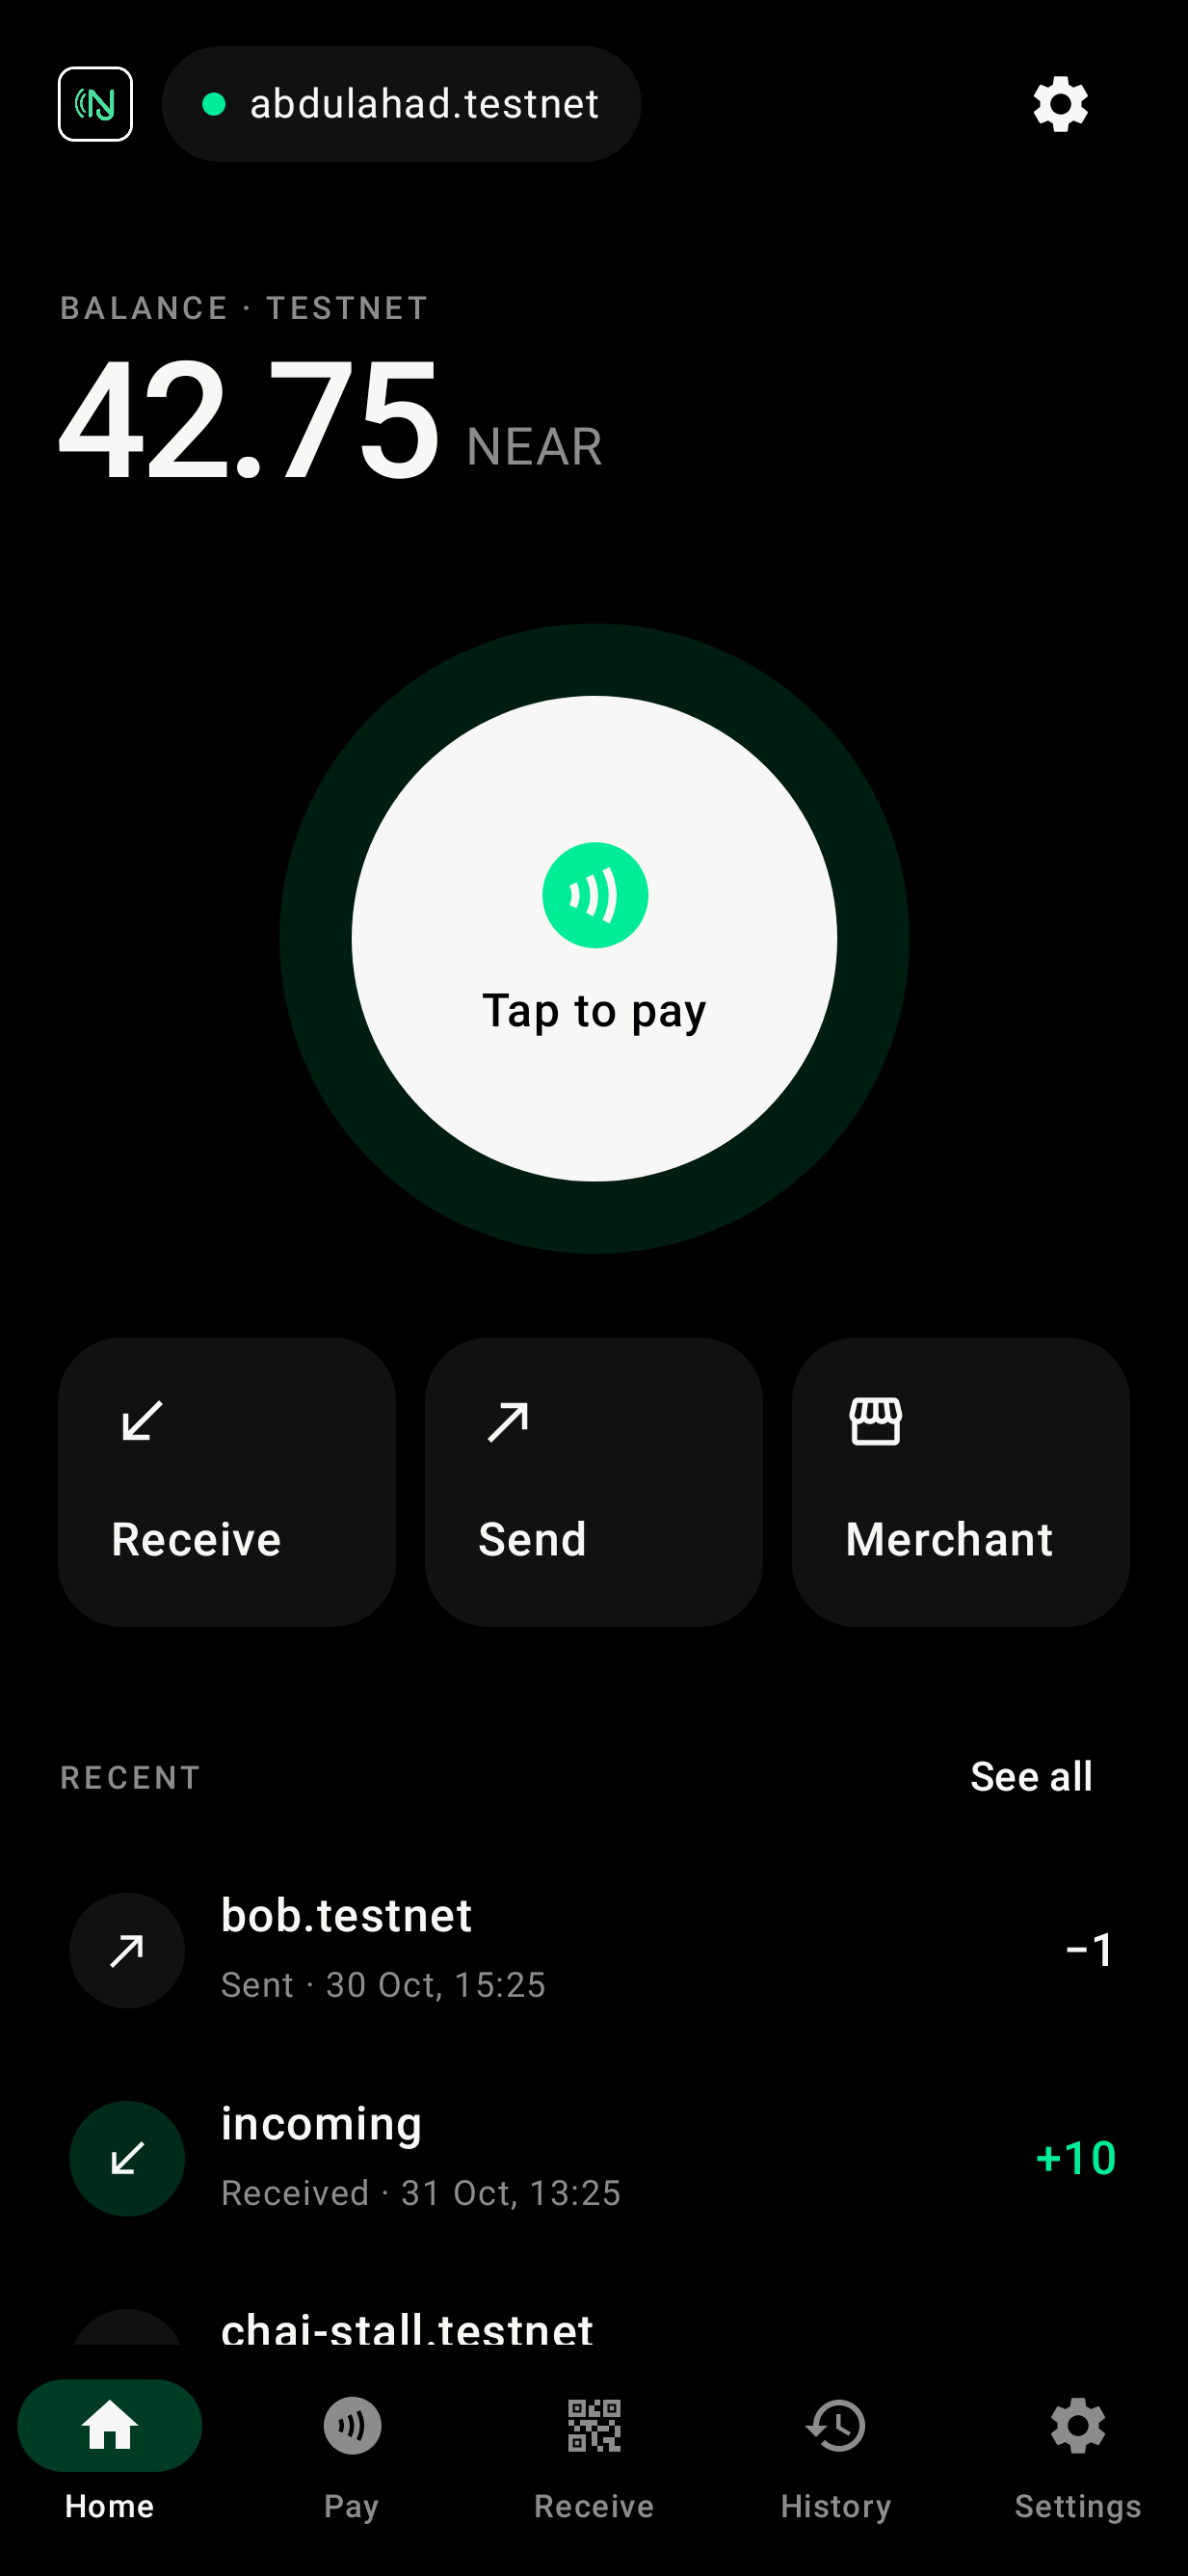 abdulahad.testnet
BALANCE · TESTNET
42.75 NEAR
Tap to pay
Receive
Send
Merchant
RECENT
See all
bob.testnet
Sent · 30 Oct, 15:25
−1
incoming
Received · 31 Oct, 13:25
+10
chai-stall.testnet
Home
Pay
Receive
History
Settings